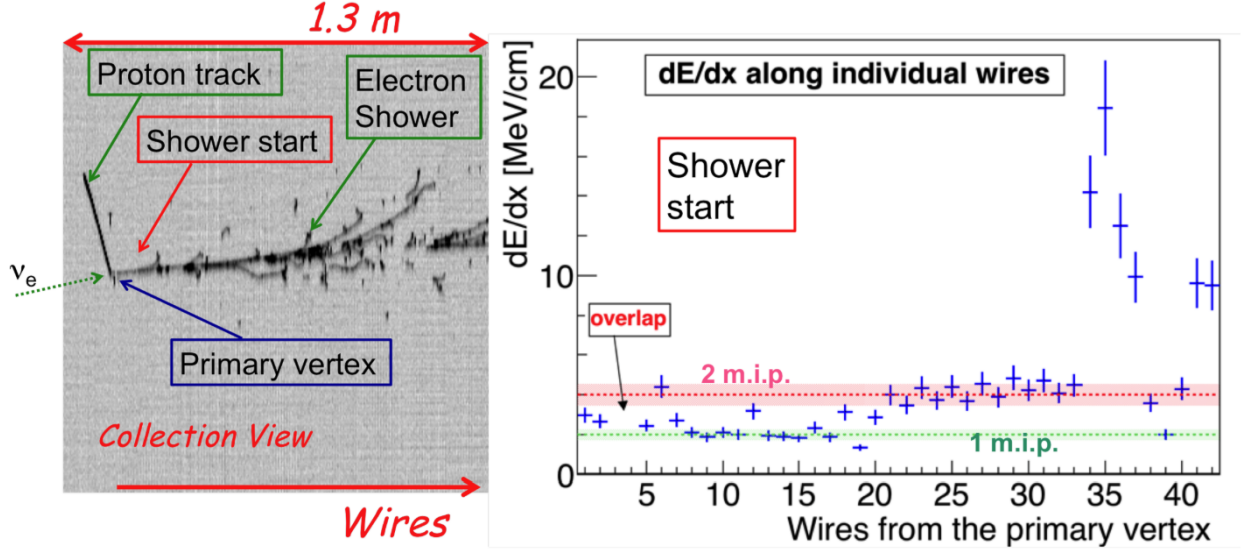 1.3 m
Proton track
Electron
Shower
Shower start
νe
Primary vertex
Collection View
Wires
dE/dx along individual wires
Shower
start
overlap
2 m.i.p.
1 m.i.p.
dE/dx [MeV/cm]
20
10
0
5 10 15 20 25 30 35 40
Wires from the primary vertex